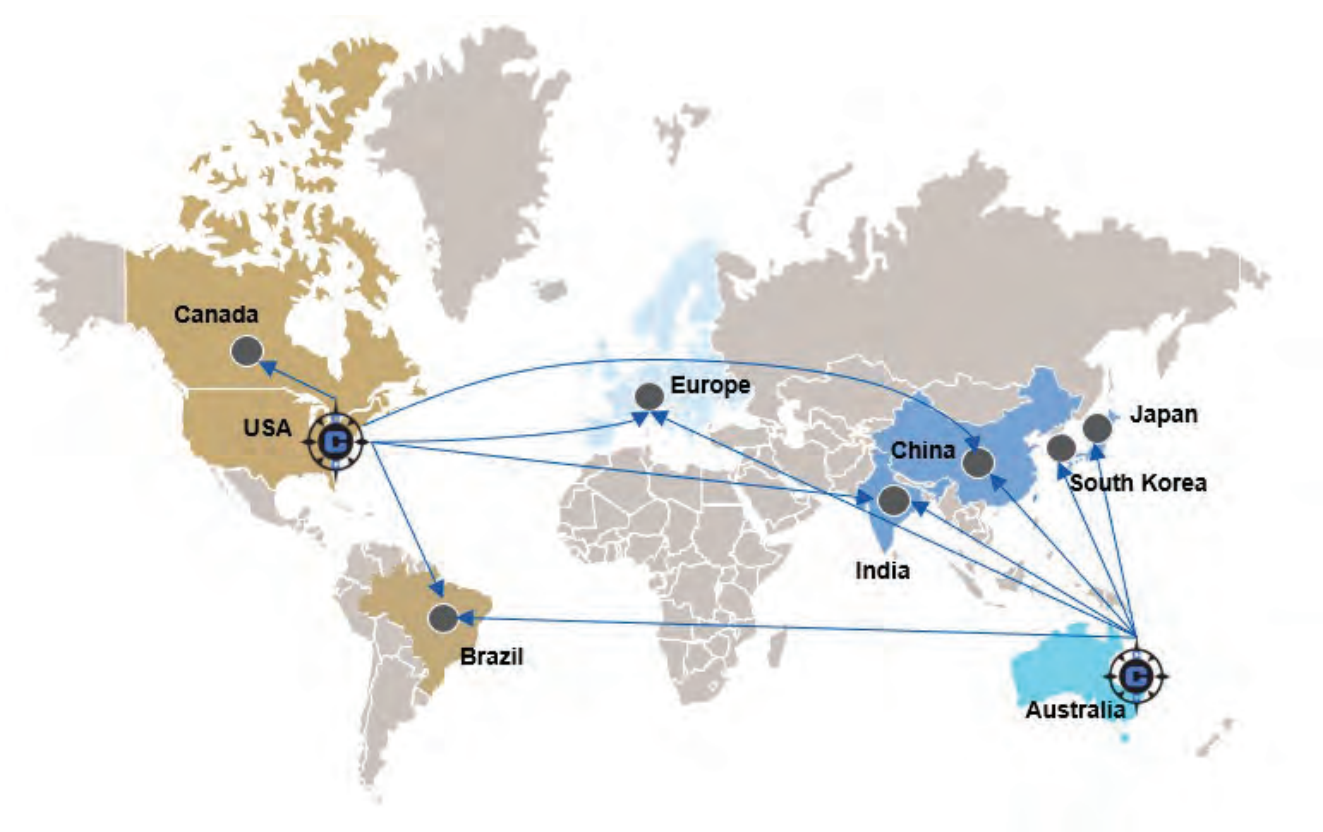 Canada
Europe
Japan
USA
China
South Korea
India
Brazil
Australia
C
C